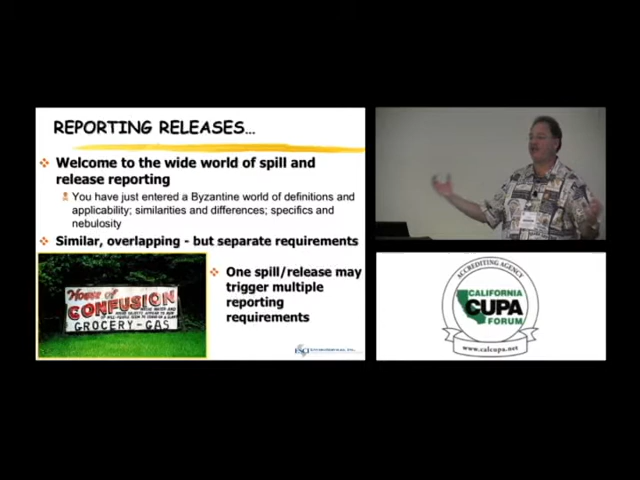 REPORTING RELEASES…
Welcome to the wide world of spill and
release reporting
You have just entered a Byzantine world of definitions and
applicability; similarities and differences; specifics and
nebulosity
Similar, overlapping - but separate requirements
One spill/release may
trigger multiple
reporting
requirements
House of
CONFUSION
GROCERY-GAS
ACCREDITING AGENCY
CALIFORNIA
CUPA
FORUM
www.calcupa.net